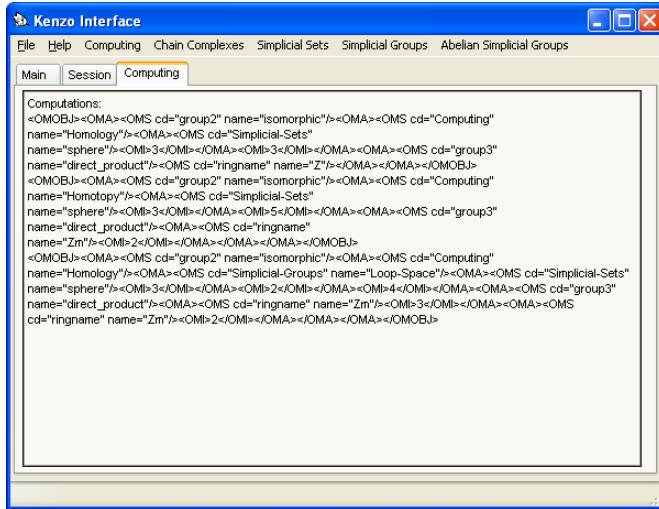 Kenzo Interface
File Help Computing Chain Complexes Simplicial Sets Simplicial Groups Abelian Simplicial Groups
Main Session Computing
Computations:
<OMOBJ><OMA><OMS cd="group2" name="isomorphic"/><OMA><OMS cd="Computing"
name="Homology"/><OMA><OMS cd="Simplicial-Sets"
name="sphere"/><OMI>3</OMI></OMA><OMI>3</OMI></OMA><OMA><OMS cd="group3"
name="direct_product"/><OMS cd="ringname" name="Z"/></OMA></OMA></OMOBJ>
<OMOBJ><OMA><OMS cd="group2" name="isomorphic"/><OMA><OMS cd="Computing"
name="Homotopy"/><OMA><OMS cd="Simplicial-Sets"
name="sphere"/><OMI>3</OMI></OMA><OMI>5</OMI></OMA><OMA><OMS cd="group3"
name="direct_product"/><OMA><OMS cd="ringname"
name="Zm"/><OMI>2</OMI></OMA></OMA></OMA></OMOBJ>
<OMOBJ><OMA><OMS cd="group2" name="isomorphic"/><OMA><OMS cd="Computing"
name="Homology"/><OMA><OMS cd="Simplicial-Groups" name="Loop-Space"/><OMA><OMS cd="Simplicial-Sets"
name="sphere"/><OMI>3</OMI></OMA><OMI>2</OMI></OMA><OMI>4</OMI></OMA><OMA><OMS cd="group3"
name="direct_product"/><OMA><OMS cd="ringname" name="Zm"/><OMI>3</OMI></OMA><OMA><OMS
cd="ringname" name="Zm"/><OMI>2</OMI></OMA></OMA></OMA></OMOBJ>